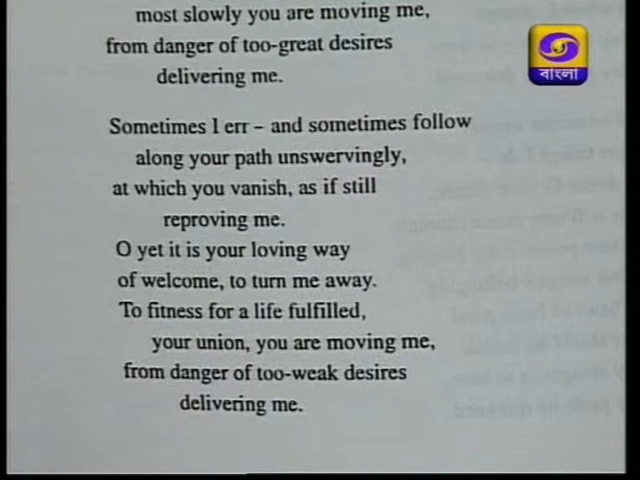 most slowly you are moving me,
from danger of too-great desires
delivering me.
Sometimes I err – and sometimes follow
along your path unswervingly,
at which you vanish, as if still
reproving me.
O yet it is your loving way
of welcome, to turn me away.
To fitness for a life fulfilled,
your union, you are moving me,
from danger of too-weak desires
delivering me.
বাংলা